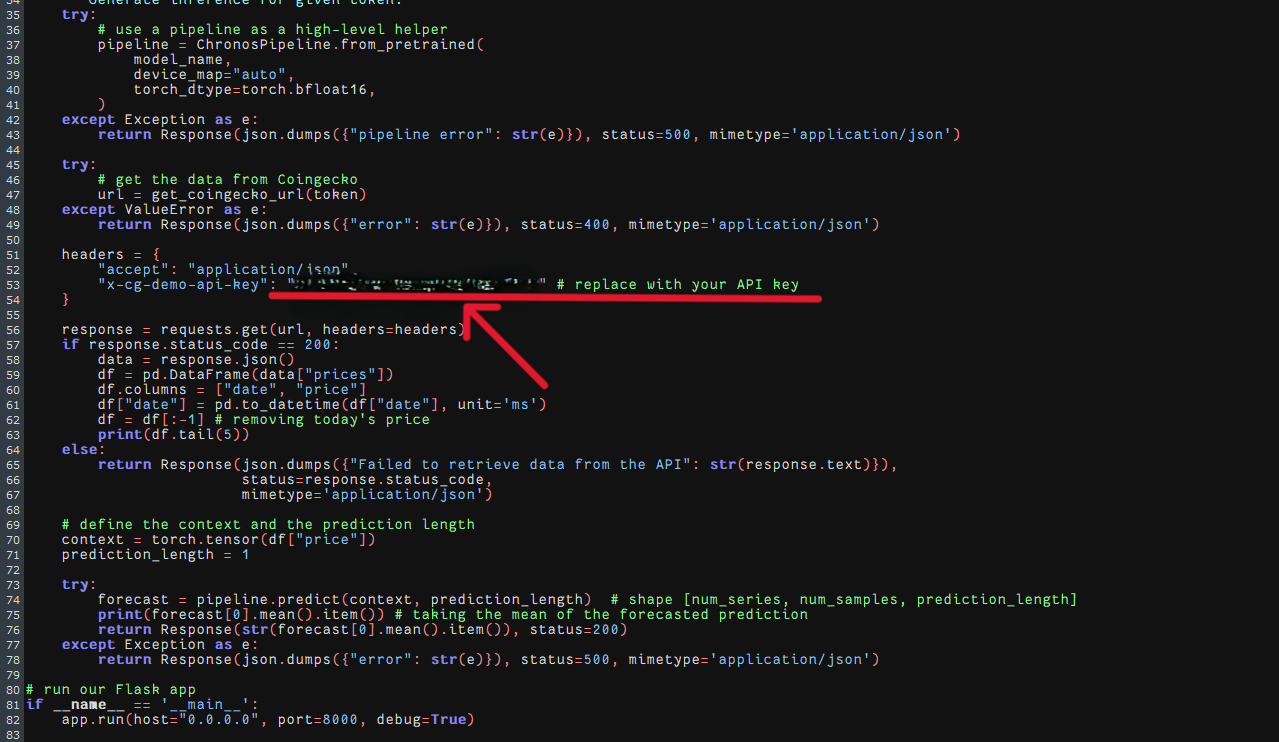 34 Generate inference for given token.
35 try:
36 # use a pipeline as a high-level helper
37 pipeline = ChronosPipeline.from_pretrained(
38 model_name,
39 device_map="auto",
40 torch_dtype=torch.bfloat16,
41 )
42 except Exception as e:
43 return Response(json.dumps({"pipeline error": str(e)}), status=500, mimetype='application/json')
44
45 try:
46 # get the data from Coingecko
47 url = get_coingecko_url(token)
48 except ValueError as e:
49 return Response(json.dumps({"error": str(e)}), status=400, mimetype='application/json')
50
51 headers = {
52 "accept": "application/json",
53 "x-cg-demo-api-key": " " # replace with your API key
54 }
55
56 response = requests.get(url, headers=headers)
57 if response.status_code == 200:
58 data = response.json()
59 df = pd.DataFrame(data["prices"])
60 df.columns = ["date", "price"]
61 df["date"] = pd.to_datetime(df["date"], unit='ms')
62 df = df[:-1] # removing today's price
63 print(df.tail(5))
64 else:
65 return Response(json.dumps({"Failed to retrieve data from the API": str(response.text)}),
66 status=response.status_code,
67 mimetype='application/json')
68
69 # define the context and the prediction length
70 context = torch.tensor(df["price"])
71 prediction_length = 1
72
73 try:
74 forecast = pipeline.predict(context, prediction_length) # shape [num_series, num_samples, prediction_length]
75 print(forecast[0].mean().item()) # taking the mean of the forecasted prediction
76 return Response(str(forecast[0].mean().item()), status=200)
77 except Exception as e:
78 return Response(json.dumps({"error": str(e)}), status=500, mimetype='application/json')
79
80 # run our Flask app
81 if __name__ == '__main__':
82 app.run(host="0.0.0.0", port=8000, debug=True)
83